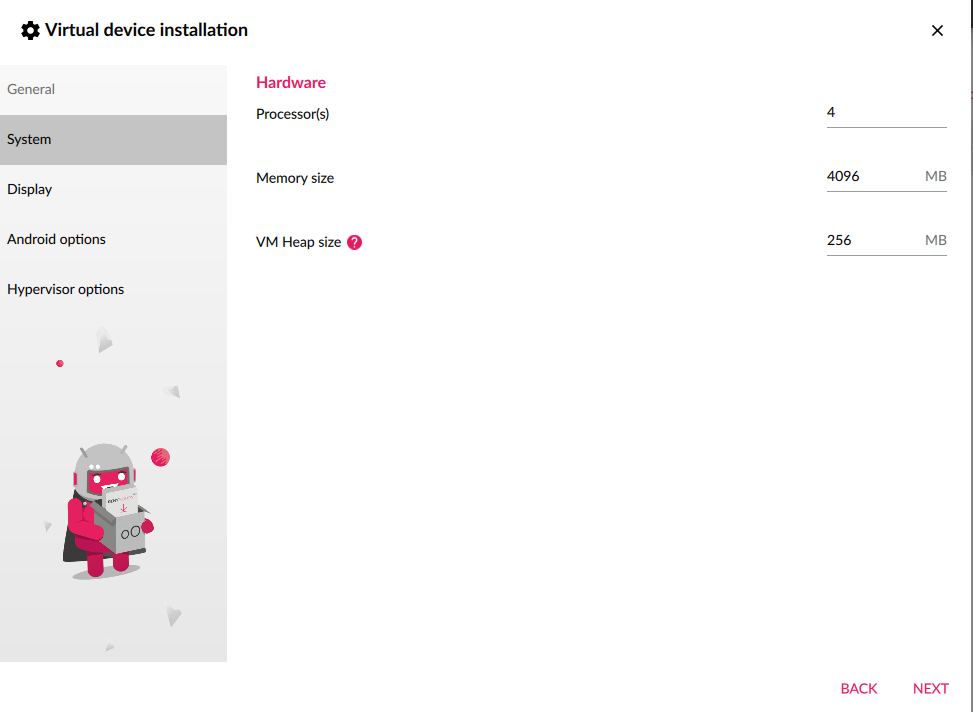 Virtual device installation
General
System
Display
Android options
Hypervisor options
Hardware
Processor(s) 4
Memory size 4096 MB
VM Heap size ? 256 MB
BACK NEXT